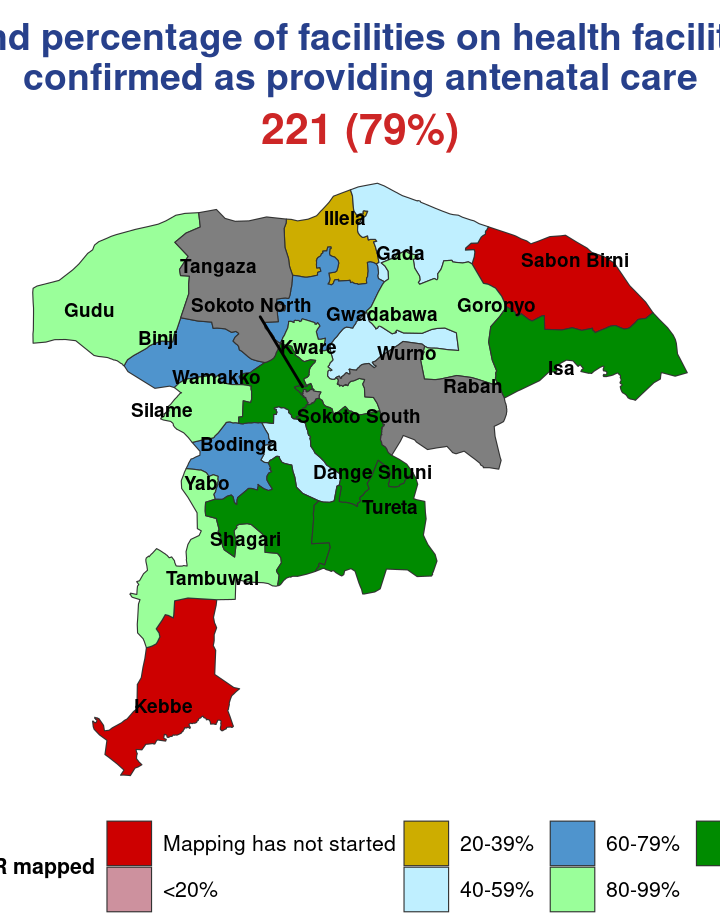 nd percentage of facilities on health facilit
confirmed as providing antenatal care
221 (79%)
Illela
Gada
Sabon Birni
Tangaza
Sokoto North
Goronyo
Gudu
Gwadabawa
Binji
Kware
Wurno
Isa
Wamakko
Rabah
Silame
Sokoto South
Bodinga
Dange Shuni
Yabo
Tureta
Shagari
Tambuwal
Kebbe
R mapped
Mapping has not started
20-39%
60-79%
<20%
40-59%
80-99%